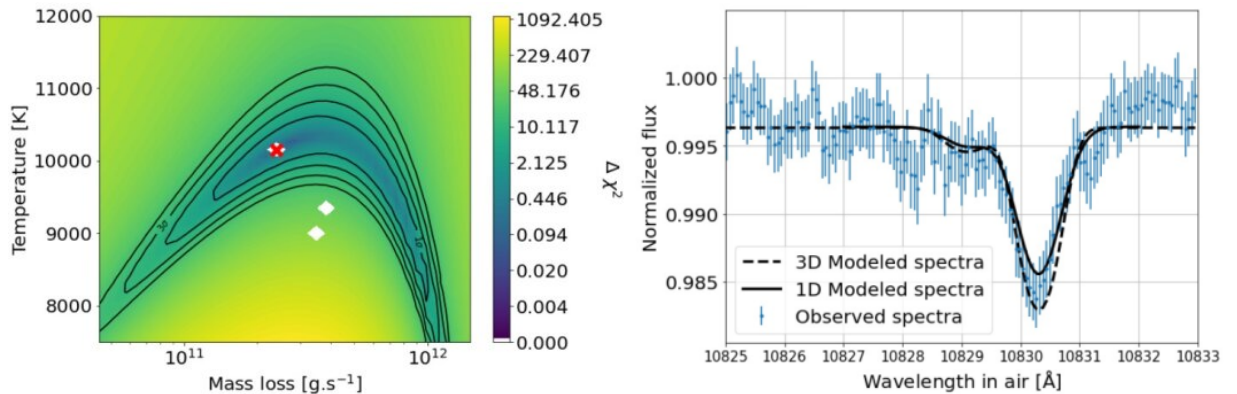 12000
11000
10000
9000
8000
Temperature [K]
10¹¹
10¹²
Mass loss [g.s⁻¹]
3σ
1σ
1092.405
229.407
48.176
10.117
2.125
0.446
0.094
0.020
0.004
0.000
Δ χ²
1.000
0.995
0.990
0.985
Normalized flux
3D Modeled spectra
1D Modeled spectra
Observed spectra
10825 10826 10827 10828 10829 10830 10831 10832 10833
Wavelength in air [Å]